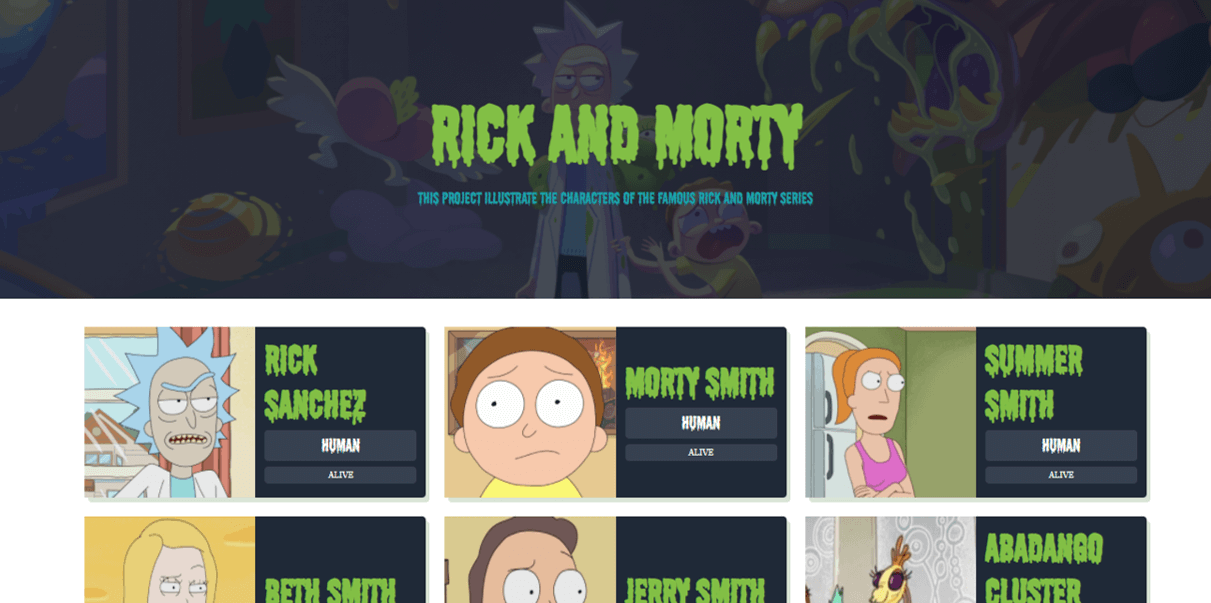 RICK AND MORTY
THIS PROJECT ILLUSTRATE THE CHARACTERS OF THE FAMOUS RICK AND MORTY SERIES
RICK
SANCHEZ
HUMAN
ALIVE
MORTY SMITH
HUMAN
ALIVE
SUMMER
SMITH
HUMAN
ALIVE
BETH SMITH
JERRY SMITH
ABADANGO
CLUSTER